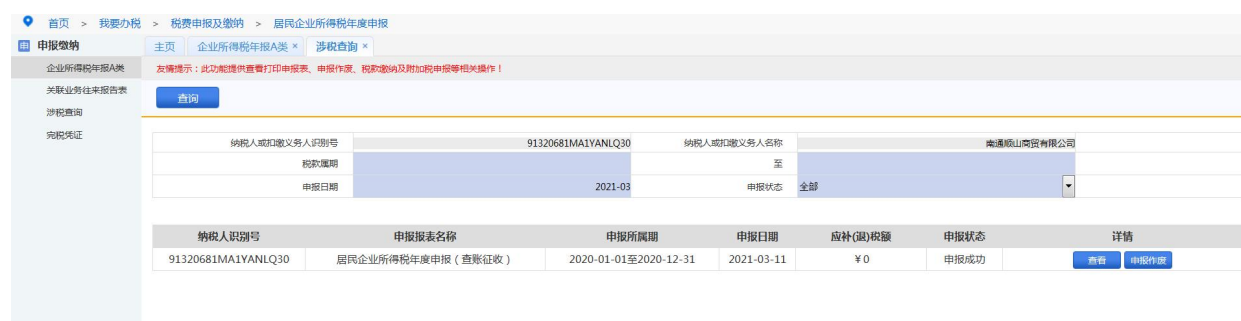 首页 > 我要办税 > 税费申报及缴纳 > 居民企业所得税年度申报
申报缴纳
主页 企业所得税年报A类 × 涉税查询 ×
企业所得税年报A类
友情提示：此功能提供查看打印申报表、申报作废、税款缴纳及附加税申报等相关操作！
关联业务往来报告表
查询
涉税查询
完税凭证
纳税人或扣缴义务人识别号 91320681MA1YANLQ30 纳税人或扣缴义务人名称 南通顺山商贸有限公司
税款属期 至
申报日期 2021-03 申报状态 全部
纳税人识别号 申报报表名称 申报所属期 申报日期 应补(退)税额 申报状态 详情
91320681MA1YANLQ30 居民企业所得税年度申报（查账征收） 2020-01-01至2020-12-31 2021-03-11 ¥0 申报成功 查看 申报作废